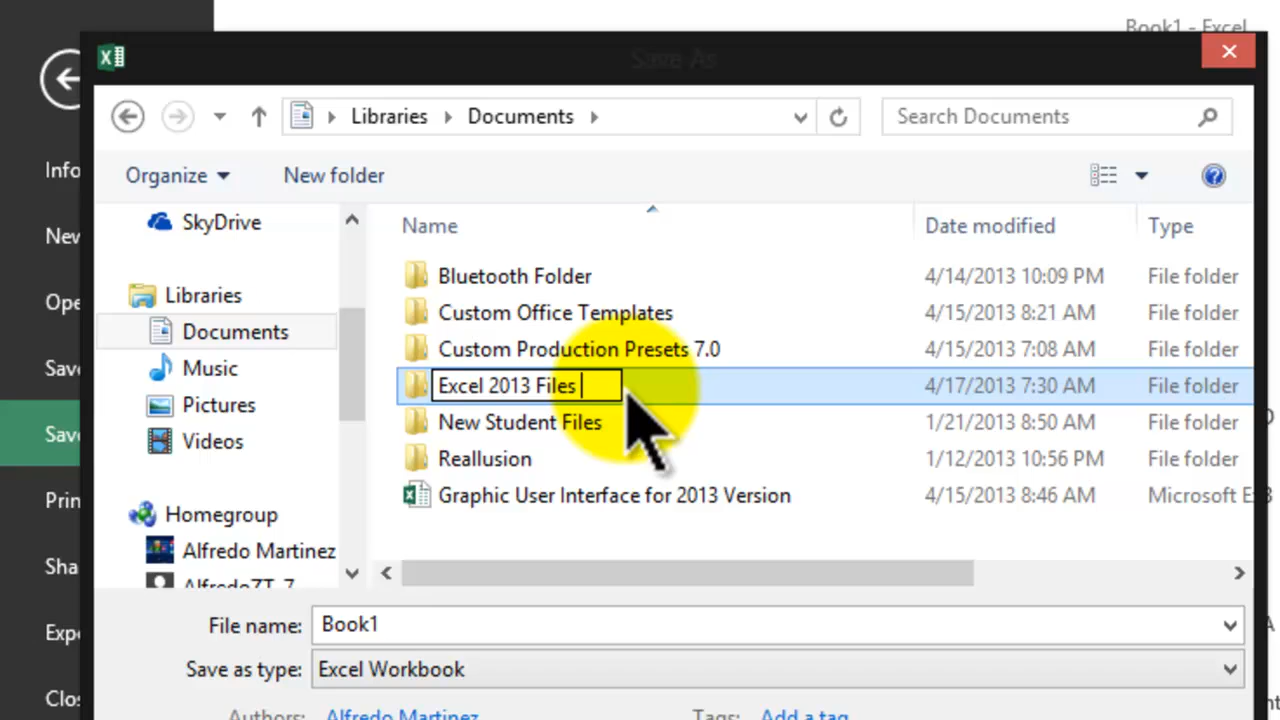 Book1 - Excel
Save As
Libraries Documents
Search Documents
Organize New folder
SkyDrive
Libraries
Documents
Music
Pictures
Videos
Homegroup
Alfredo Martinez
AlfredoZT_7
Name Date modified Type
Bluetooth Folder 4/14/2013 10:09 PM File folder
Custom Office Templates 4/15/2013 8:21 AM File folder
Custom Production Presets 7.0 4/15/2013 7:08 AM File folder
Excel 2013 Files 4/17/2013 7:30 AM File folder
New Student Files 1/21/2013 8:50 AM File folder
Reallusion 1/12/2013 10:56 PM File folder
Graphic User Interface for 2013 Version 4/15/2013 8:46 AM Microsoft E
File name: Book1
Save as type: Excel Workbook
Authors: Alfredo Martinez Tags: Add a tag
Info
New
Ope
Save
Save
Prin
Sha
Expo
Clos